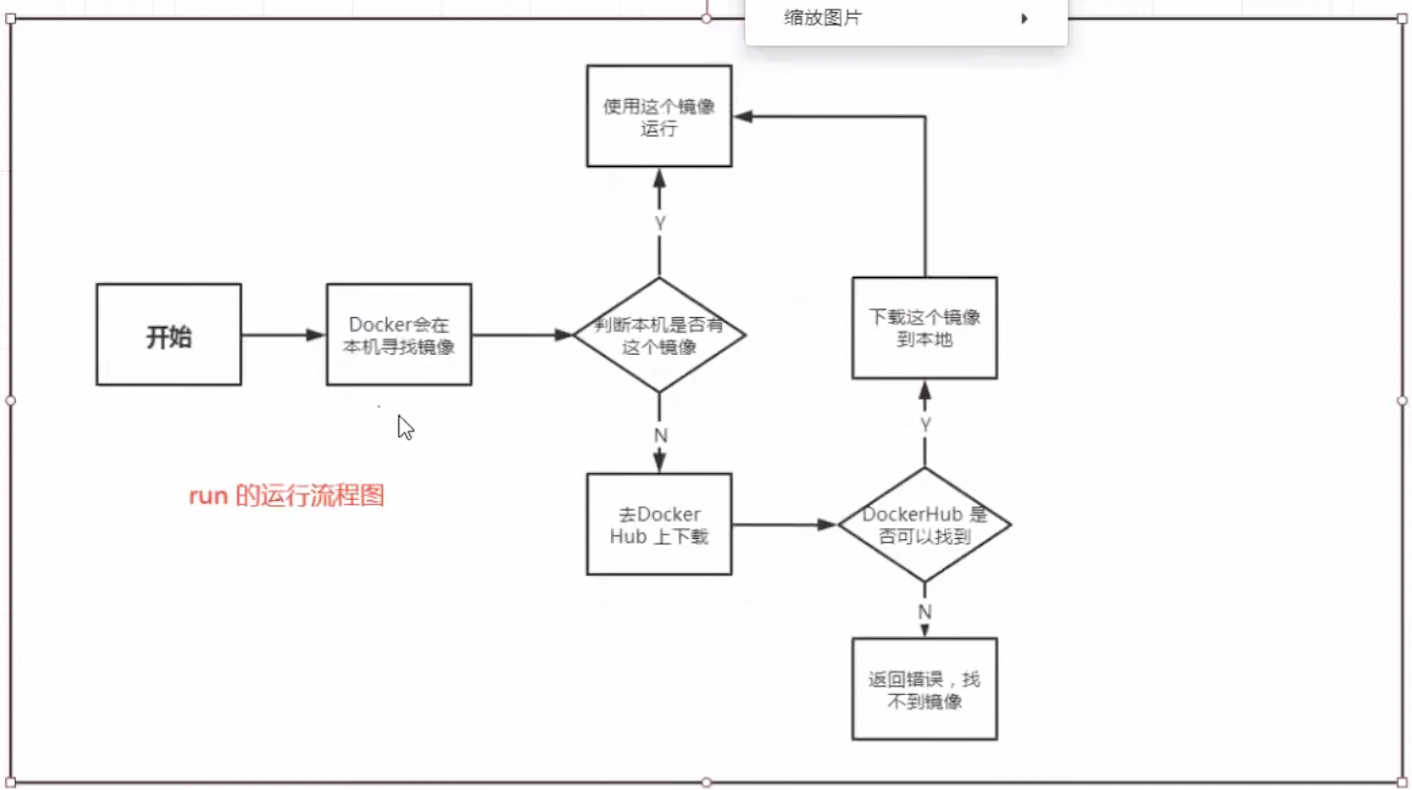 缩放图片
使用这个镜像
运行
Y
开始
Docker会在
本机寻找镜像
判断本机是否有
这个镜像
下载这个镜像
到本地
N
Y
run 的运行流程图
去Docker
Hub 上下载
DockerHub 是
否可以找到
N
返回错误，找
不到镜像